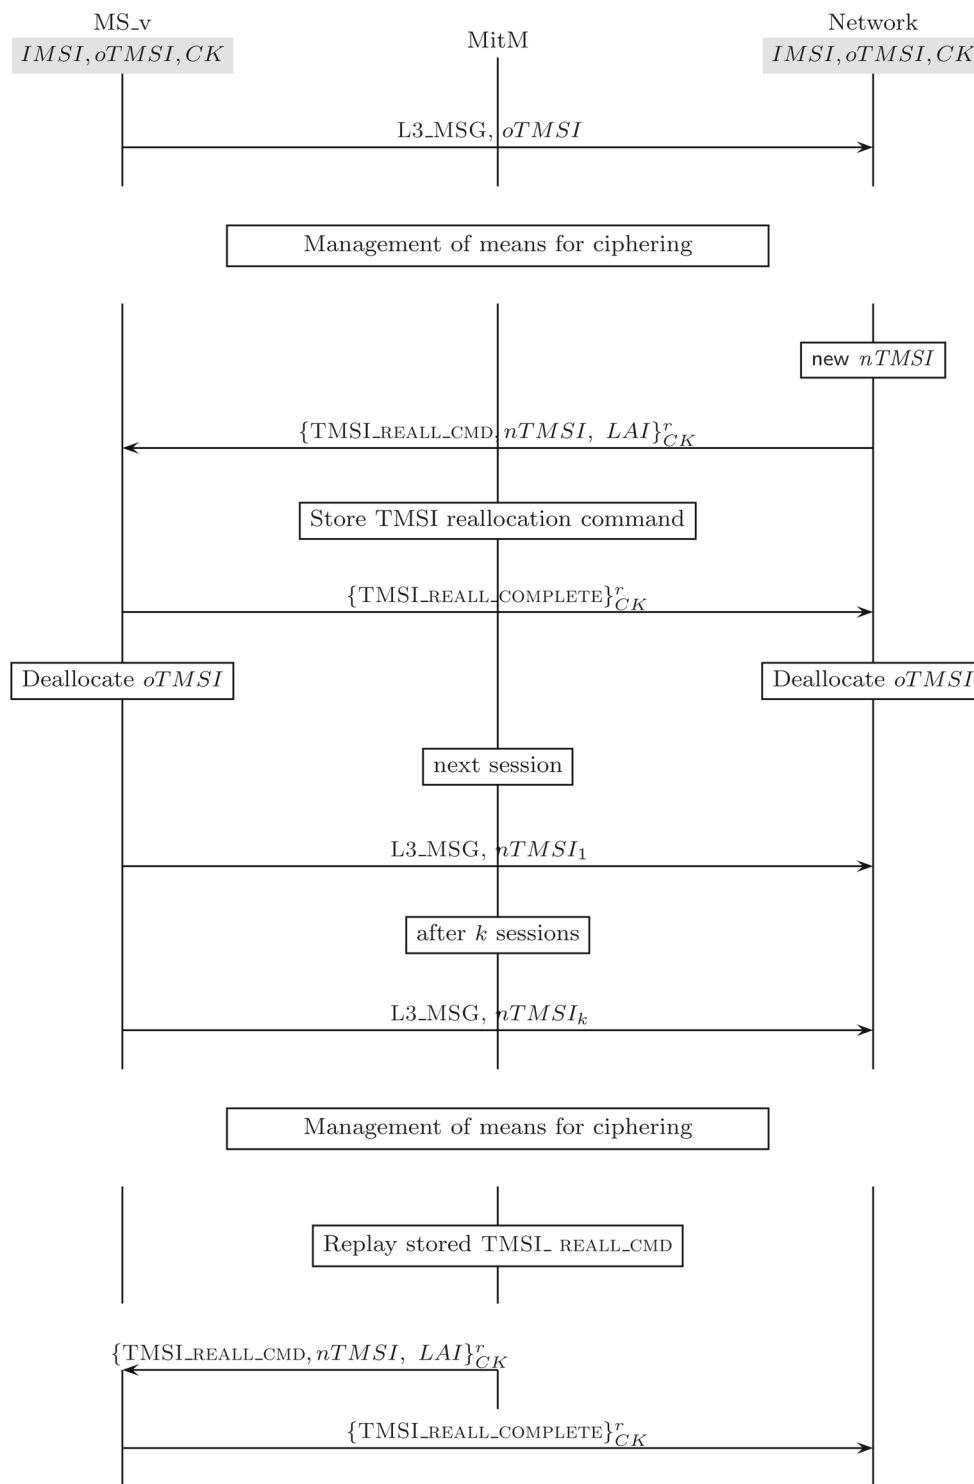 MS_v
MitM
Network
IMSI, oTMSI, CK
IMSI, oTMSI, CK
L3_MSG, oTMSI
Management of means for ciphering
new nTMSI
{TMSI_REALL_CMD, nTMSI, LAI}^r_CK
Store TMSI reallocation command
{TMSI_REALL_COMPLETE}^r_CK
Deallocate oTMSI
Deallocate oTMSI
next session
L3_MSG, nTMSI_1
after k sessions
L3_MSG, nTMSI_k
Management of means for ciphering
Replay stored TMSI_ REALL_CMD
{TMSI_REALL_CMD, nTMSI, LAI}^r_CK
{TMSI_REALL_COMPLETE}^r_CK